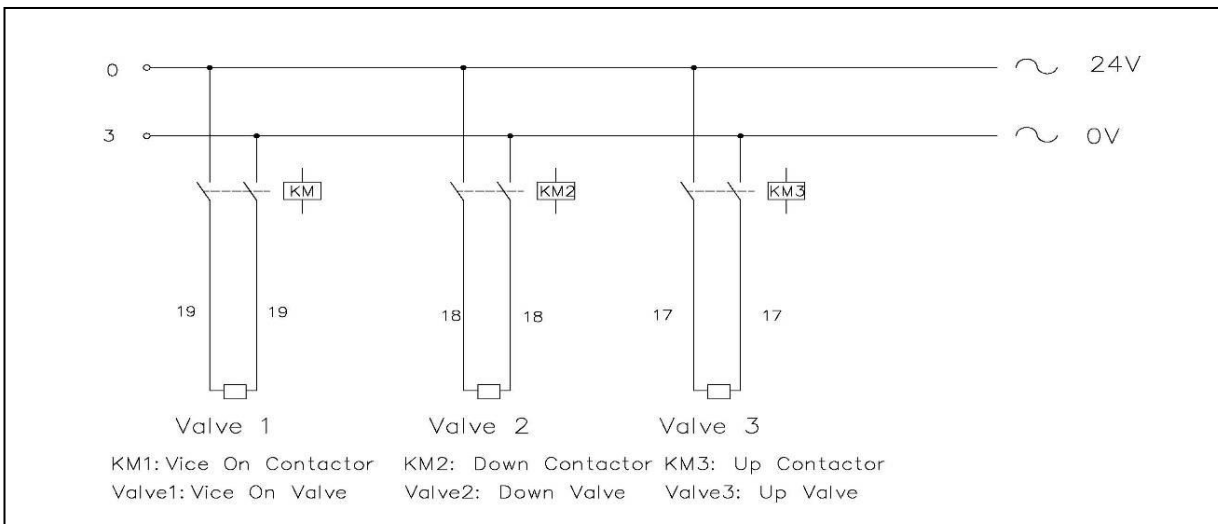 0 24V
3 0V
KM KM2 KM3
19 19 18 18 17 17
Valve 1 Valve 2 Valve 3
KM1: Vice On Contactor KM2: Down Contactor KM3: Up Contactor
Valve1: Vice On Valve Valve2: Down Valve Valve3: Up Valve